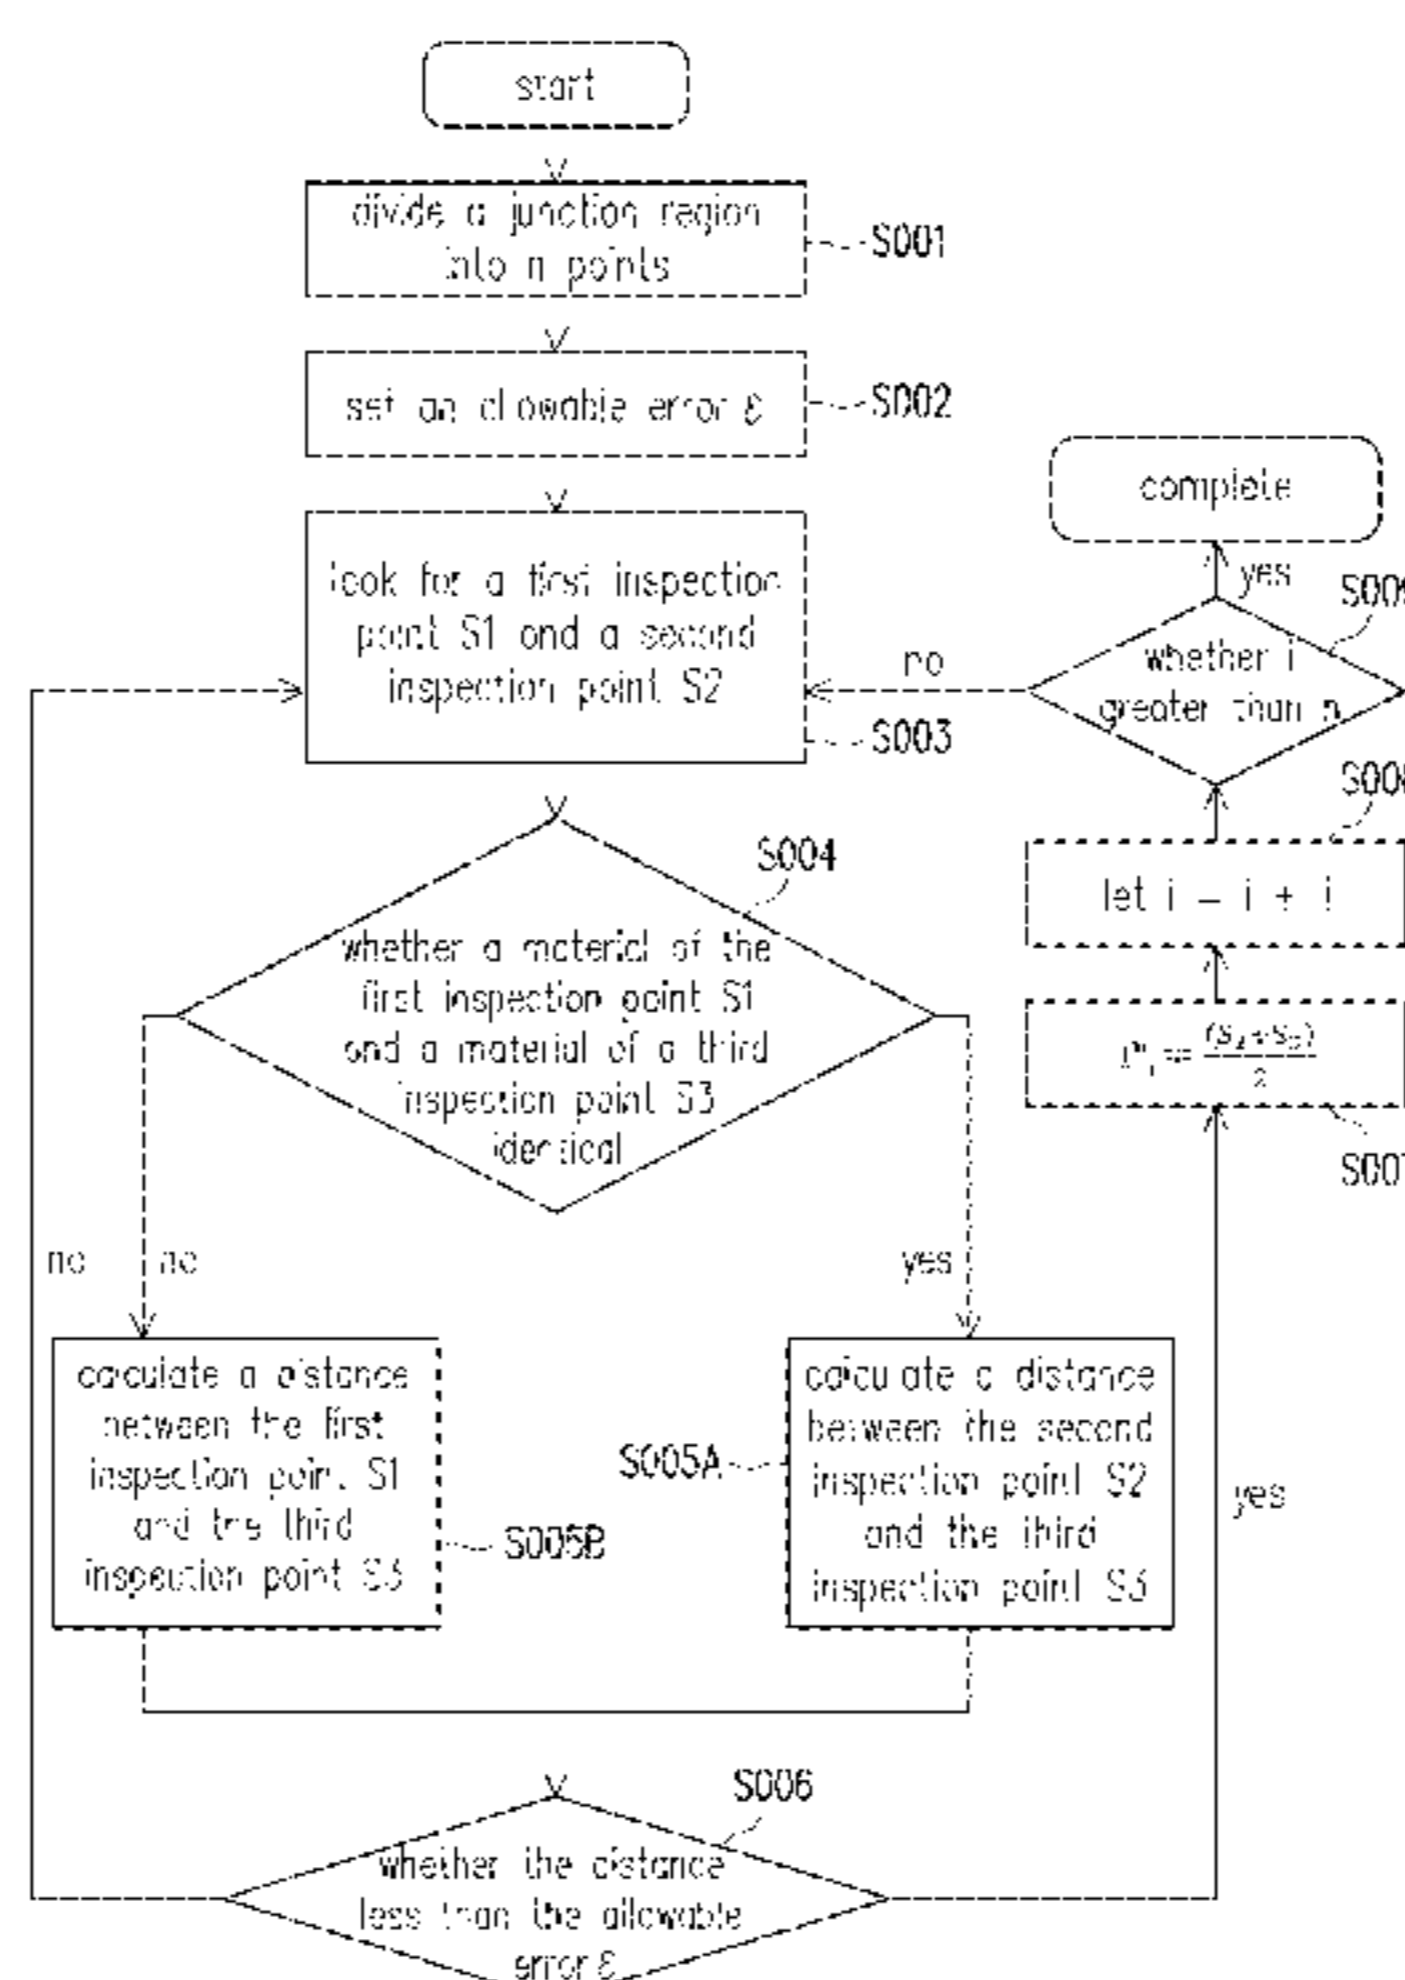 start
divide a junction region
into n points
S001
set an allowable error ε
S002
look for a first inspection
point S1 and a second
inspection point S2
S003
complete
yes
S009
whether i
greater than n
no
S008
let i = i + 1
S007
S004
whether a material of the
first inspection point S1
and a material of a third
inspection point S3
identical
no
no
yes
calculate a distance
between the first
inspection point S1
and the third
inspection point S3
S005B
calculate a distance
between the second
inspection point S2
and the third
inspection point S3
S005A
yes
S006
whether the distance
less than the allowable
error ε